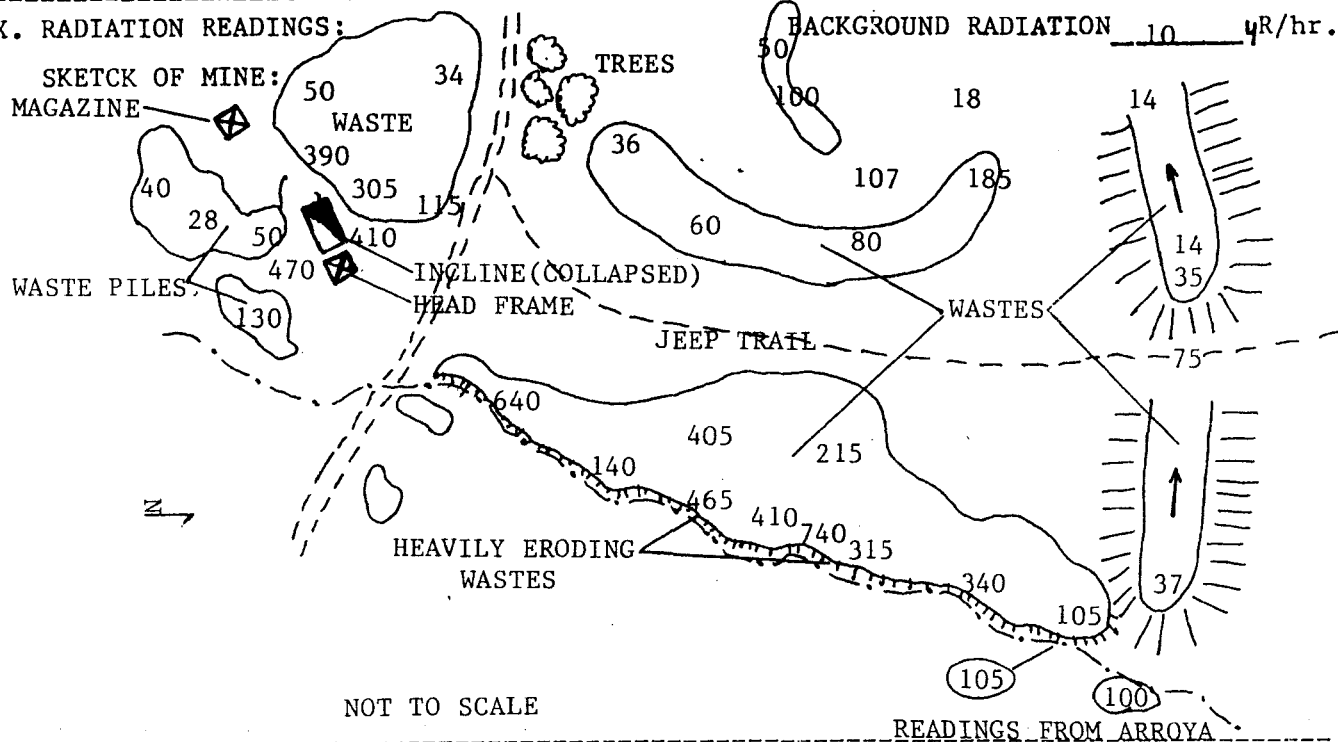 X. RADIATION READINGS:
BACKGROUND RADIATION 10 μR/hr.
SKETCK OF MINE:
MAGAZINE
TREES
50
34
50
100
18
14
WASTE
390
36
40
305
115
107
185
28
50
410
60
80
14
35
470
INCLINE(COLLAPSED)
WASTE PILES
HEAD FRAME
WASTES
130
JEEP TRAIL
75
640
405
215
140
465
N
410
740
315
HEAVILY ERODING
WASTES
340
37
105
105
100
NOT TO SCALE
READINGS FROM ARROYA